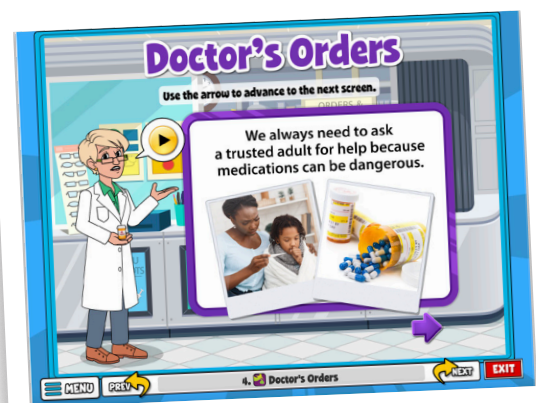 Doctor's Orders
Use the arrow to advance to the next screen.
ORDERS &
We always need to ask
a trusted adult for help because
medications can be dangerous.
MENU
PREV
4. Doctor's Orders
NEXT
EXIT